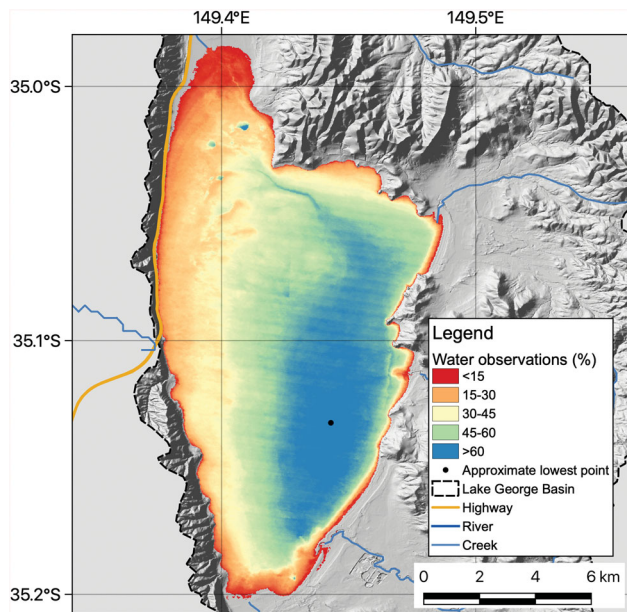 149.4°E 149.5°E
35.0°S
35.1°S
35.2°S
Legend
Water observations (%)
<15
15-30
30-45
45-60
>60
Approximate lowest point
Lake George Basin
Highway
River
Creek
0 2 4 6 km